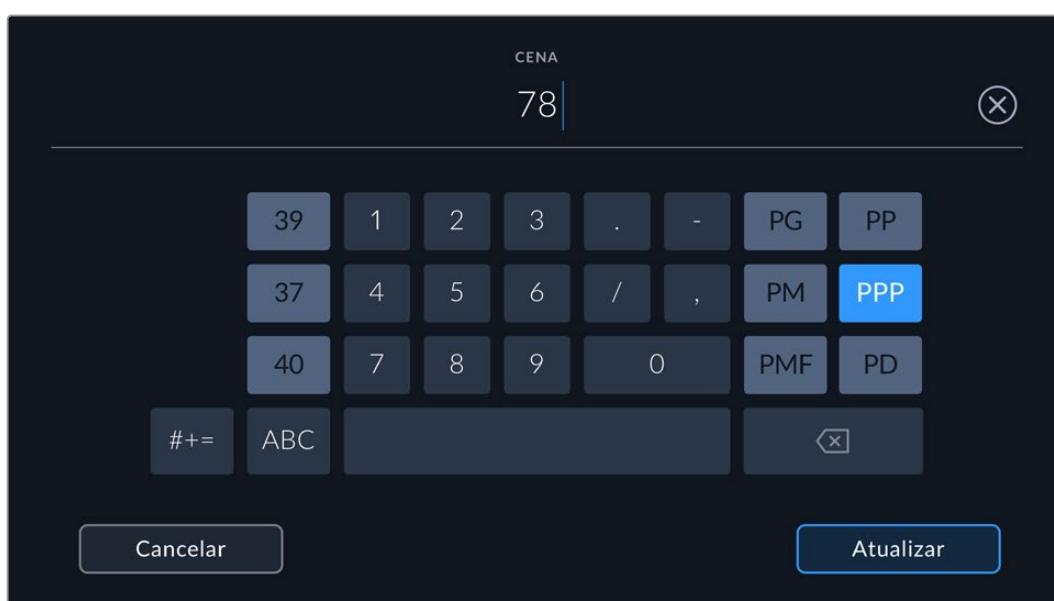 CENA
78
39 1 2 3 . - PG PP
37 4 5 6 / , PM PPP
40 7 8 9 0 PMF PD
#+= ABC
Cancelar Atualizar